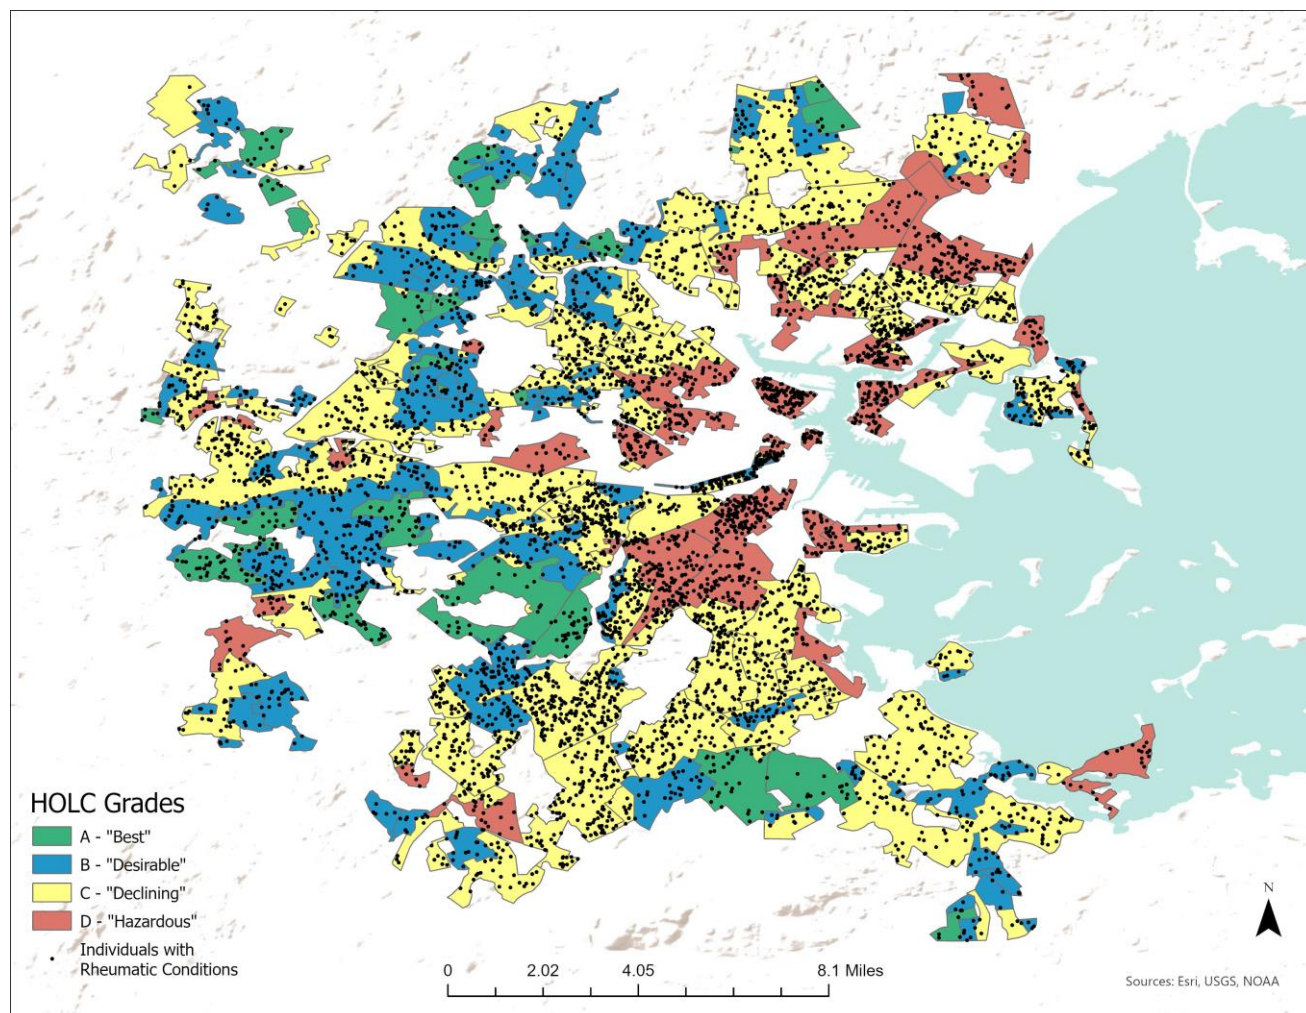 HOLC Grades
A - "Best"
B - "Desirable"
C - "Declining"
D - "Hazardous"
Individuals with
Rheumatic Conditions
0 2.02 4.05 8.1 Miles
N
Sources: Esri, USGS, NOAA